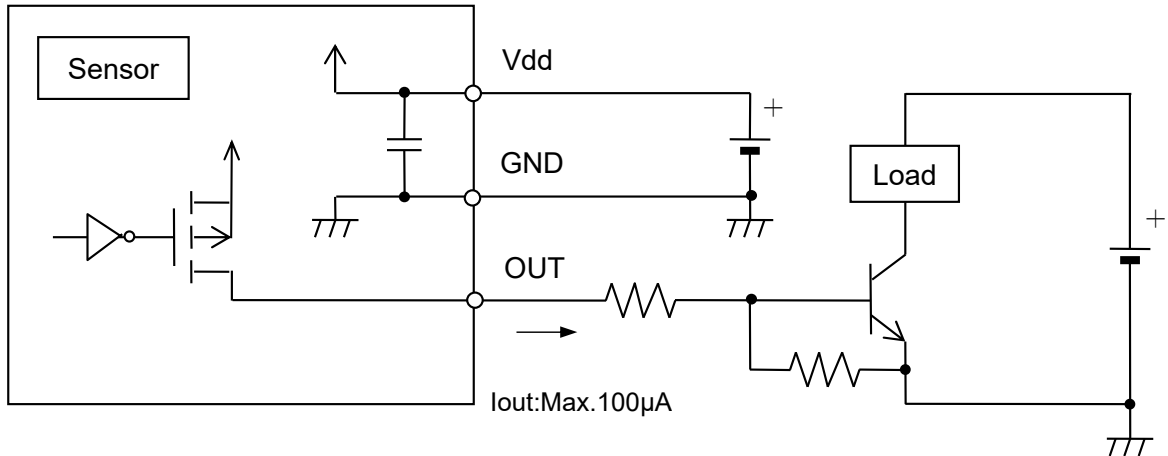 Sensor
Vdd
+
GND
Load
+
OUT
Iout:Max.100μA